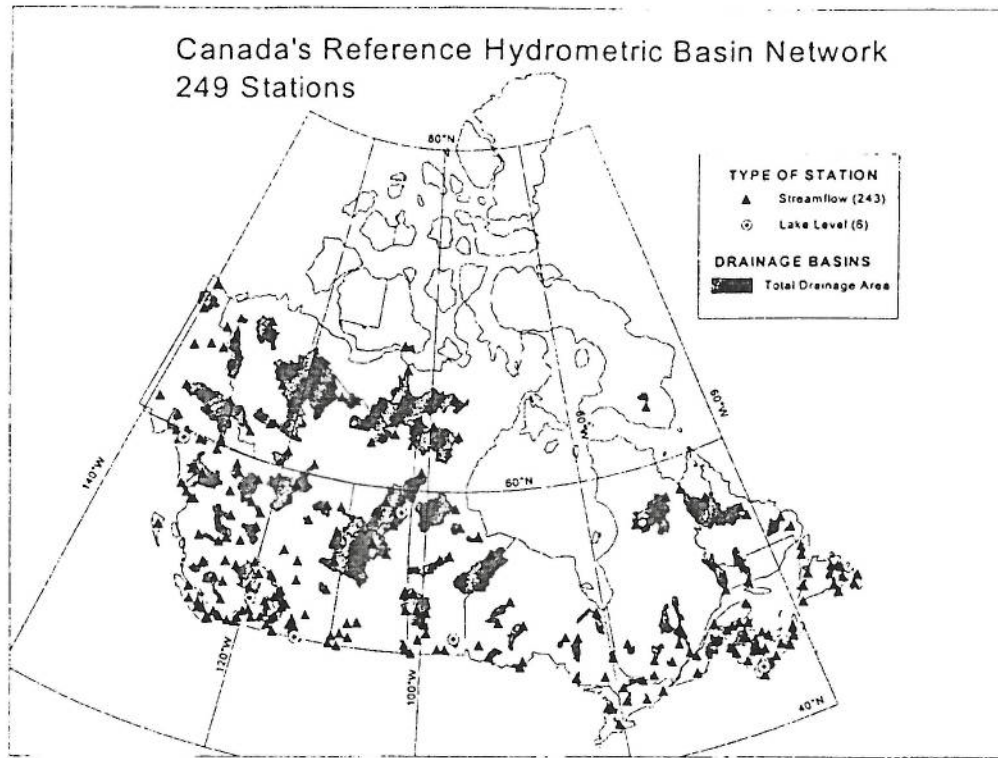 Canada's Reference Hydrometric Basin Network
249 Stations
80°N
TYPE OF STATION
Streamflow (243)
Lake Level (6)
DRAINAGE BASINS
Total Drainage Area
60°W
60°W
140°W
60°N
120°W
100°W
40°N